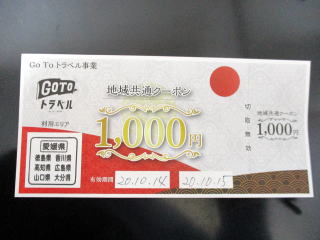 Go To トラベル事業
GOTO
トラベル
利用エリア
愛媛県
徳島県 香川県
高知県 広島県
山口県 大分県
地域共通クーポン
1,000円
有効期間 20.10.14 20.10.15
切取無効
地域共通クーポン
1,000円